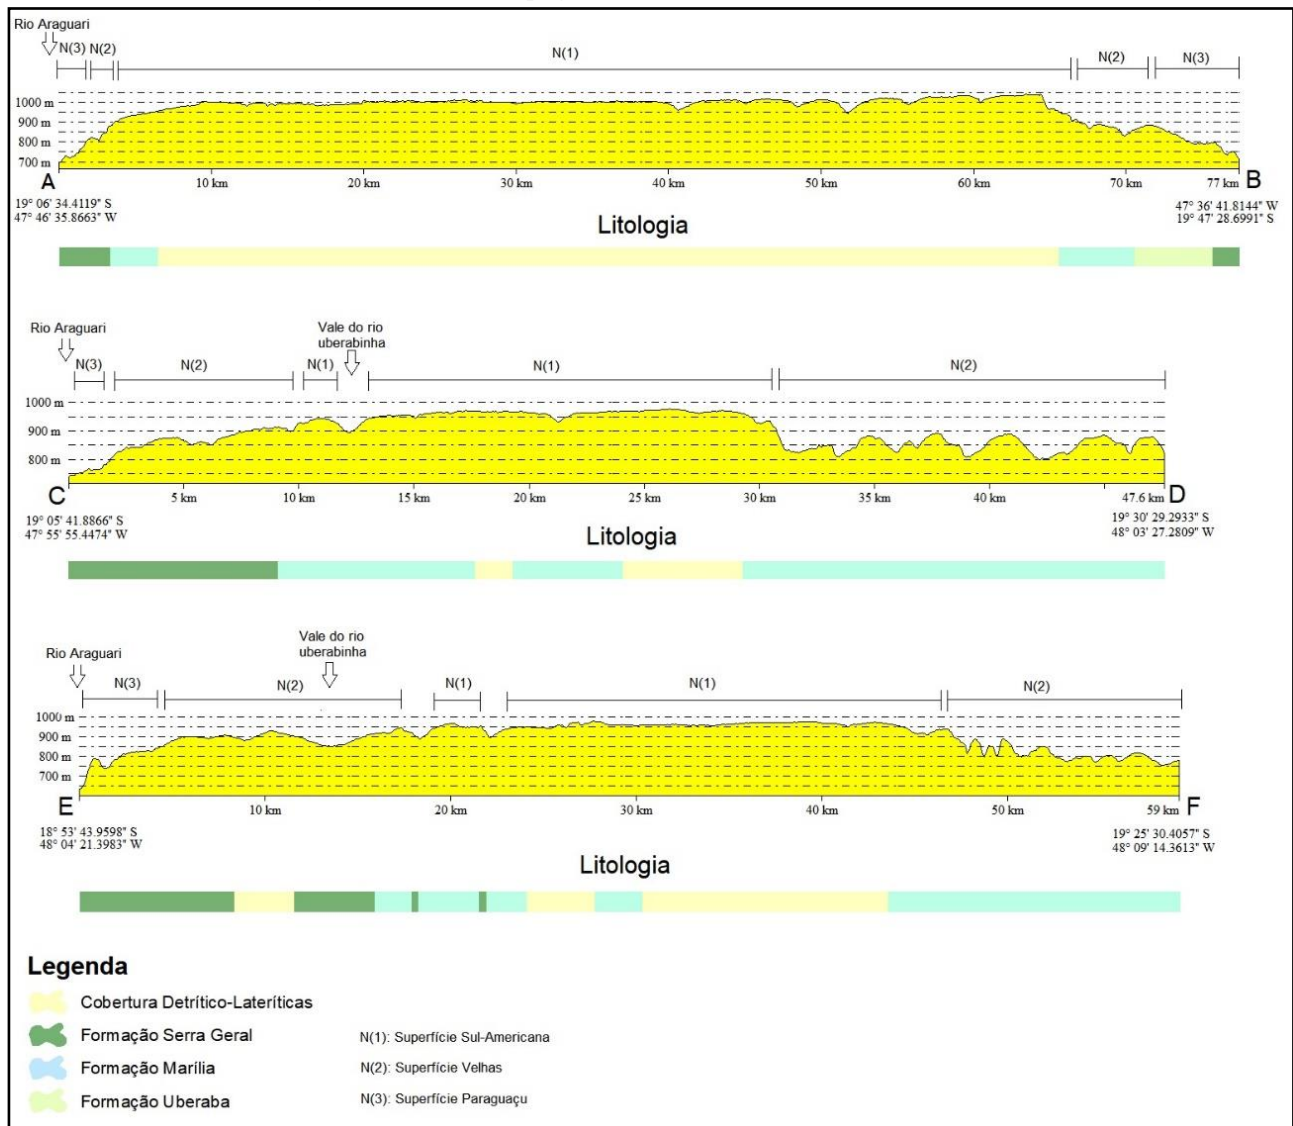 Rio Araguari
N(3) N(2) N(1) N(2) N(3)
1000 m
900 m
800 m
700 m
A 10 km 20 km 30 km 40 km 50 km 60 km 70 km 77 km B
19° 06' 34.4119" S
47° 46' 35.8663" W
47° 36' 41.8144" W
19° 47' 28.6991" S
Litologia
Rio Araguari
Vale do rio
uberabinha
N(3) N(2) N(1) N(1) N(2)
1000 m
900 m
800 m
C 5 km 10 km 15 km 20 km 25 km 30 km 35 km 40 km 47.6 km D
19° 05' 41.8866" S
47° 55' 55.4474" W
19° 30' 29.2933" S
48° 03' 27.2809" W
Litologia
Rio Araguari
Vale do rio
uberabinha
N(3) N(2) N(1) N(1) N(2)
1000 m
900 m
800 m
700 m
E 10 km 20 km 30 km 40 km 50 km 59 km F
18° 53' 43.9598" S
48° 04' 21.3983" W
19° 25' 30.4057" S
48° 09' 14.3613" W
Litologia
Legenda
Cobertura Detrítico-Lateríticas
Formação Serra Geral
N(1): Superfície Sul-Americana
Formação Marília
N(2): Superfície Velhas
Formação Uberaba
N(3): Superfície Paraguaçu